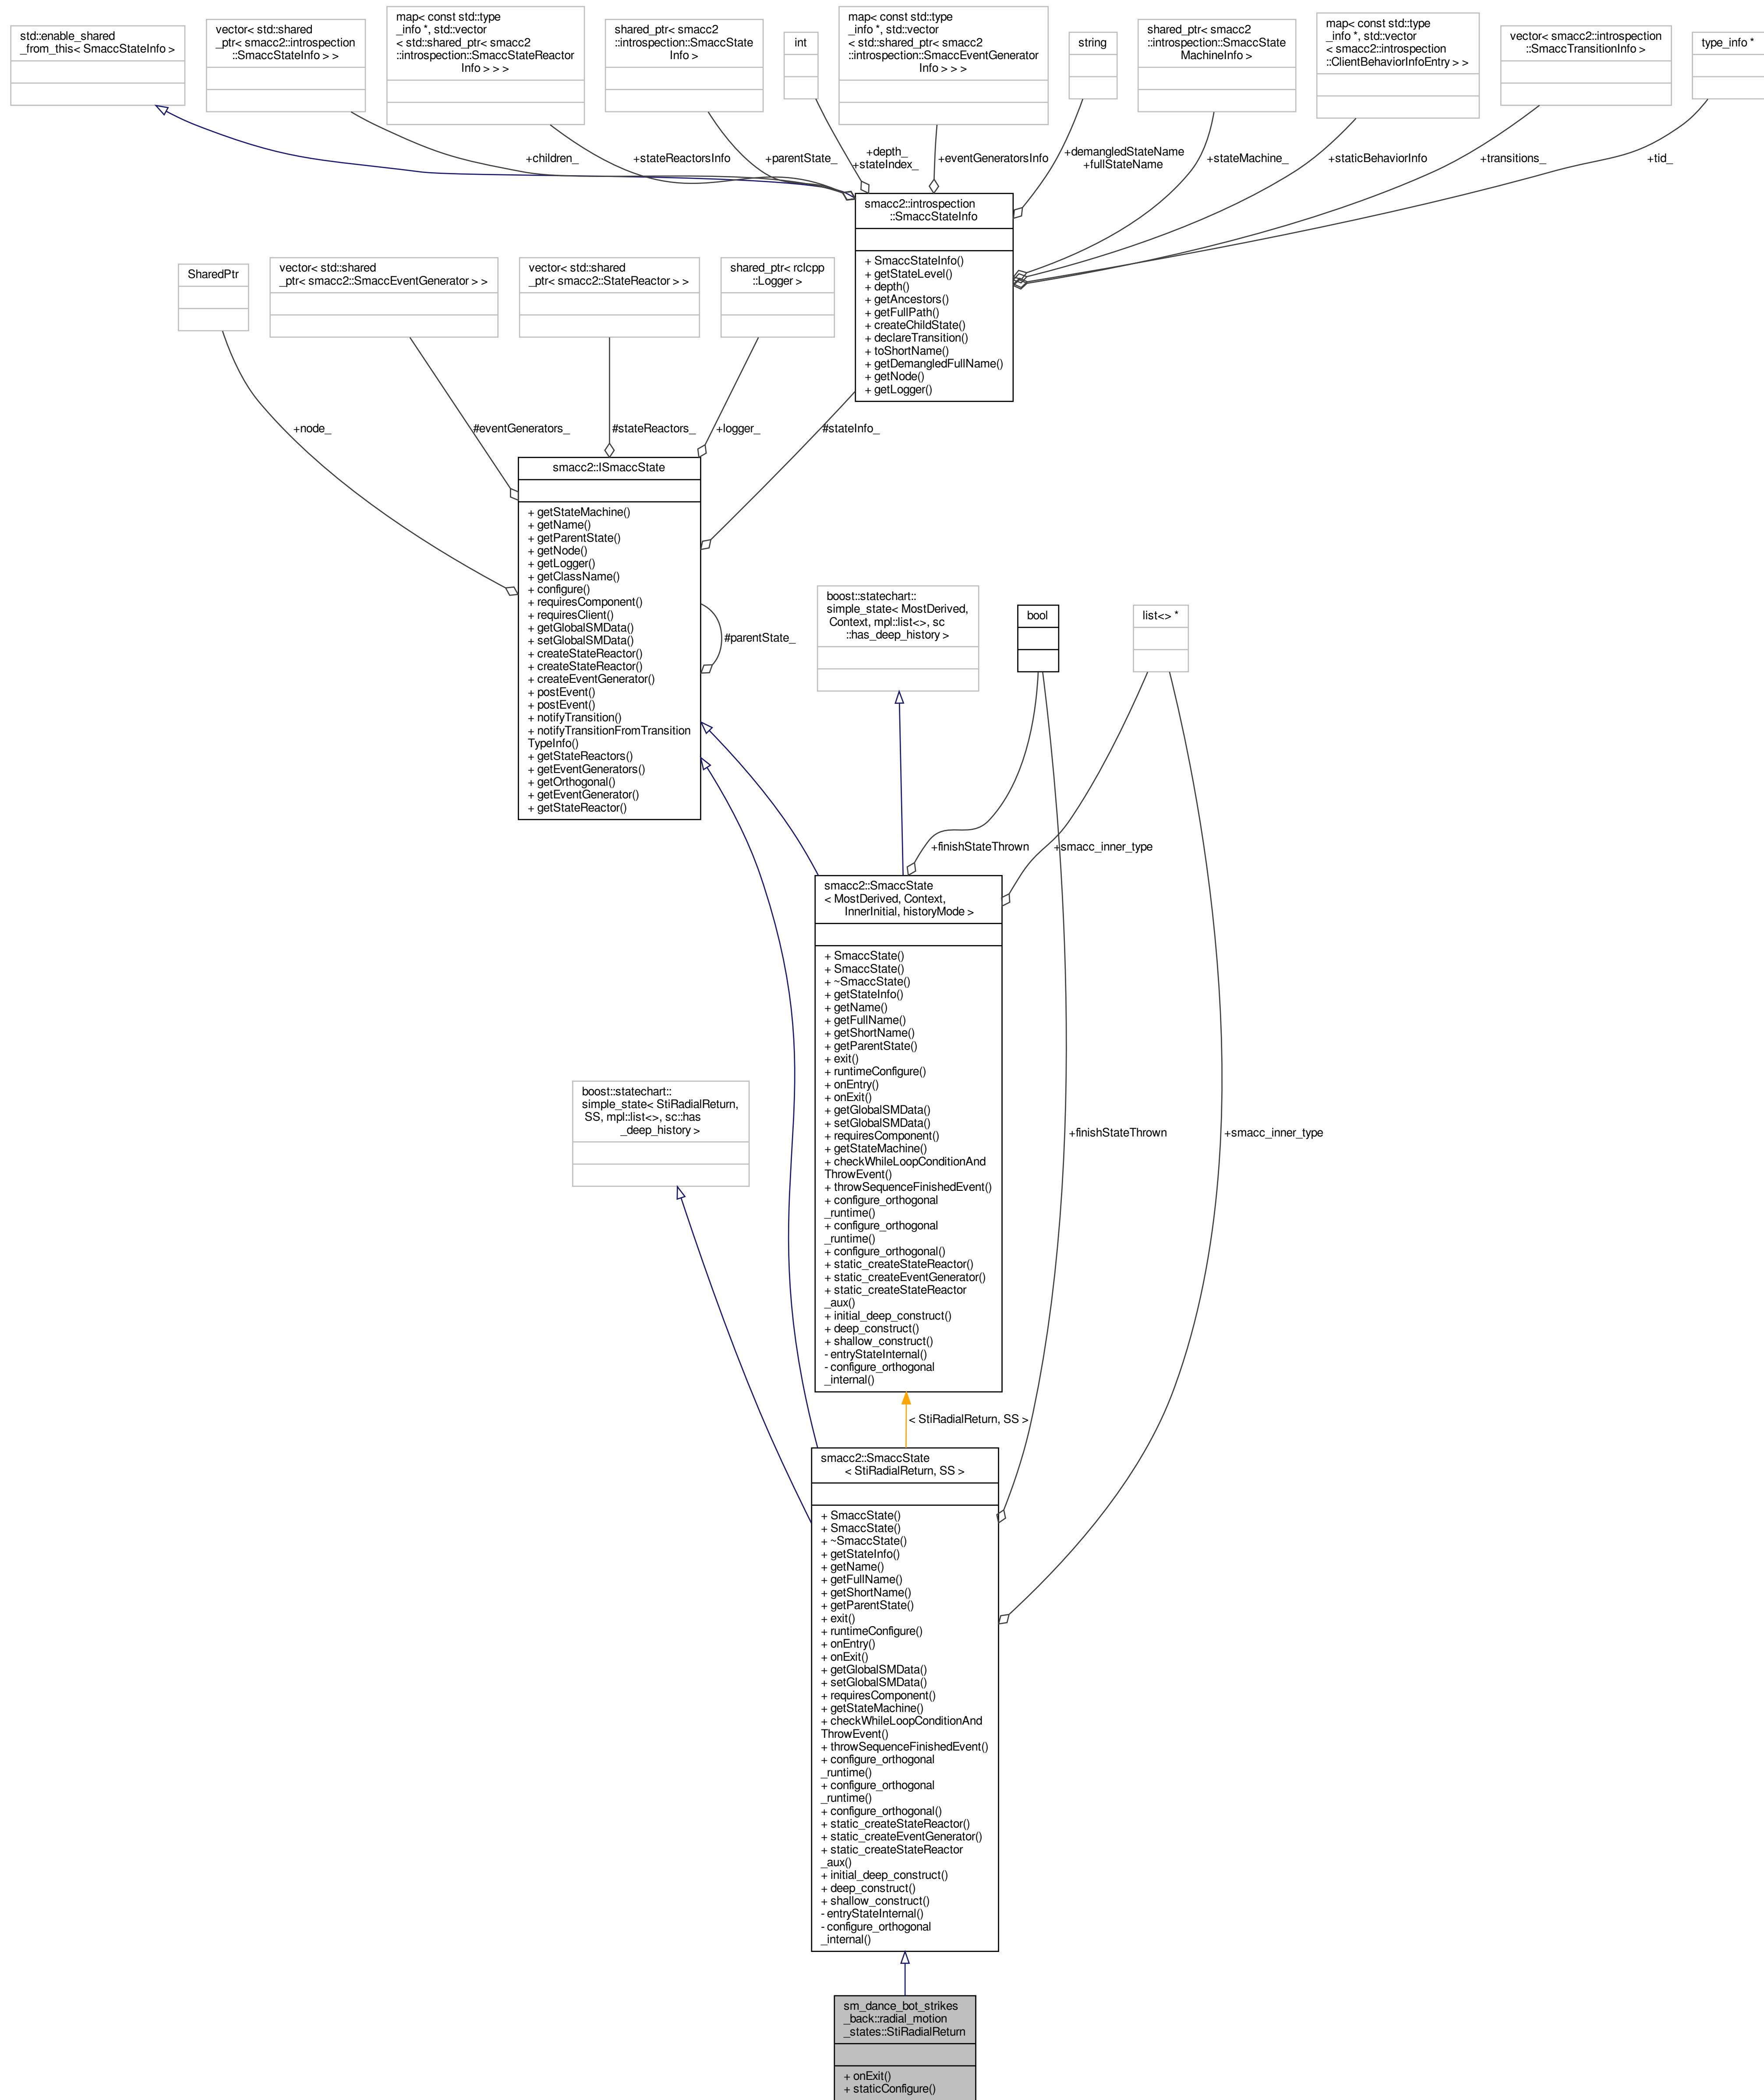 std::enable_shared
_from_this< SmaccStateInfo >
vector< std::shared
_ptr< smacc2::introspection
::SmaccStateInfo > >
map< const std::type
_info *, std::vector
< std::shared_ptr< smacc2
::introspection::SmaccStateReactor
Info > > >
shared_ptr< smacc2
::introspection::SmaccState
Info >
int
map< const std::type
_info *, std::vector
< std::shared_ptr< smacc2
::introspection::SmaccEventGenerator
Info > > >
string
shared_ptr< smacc2
::introspection::SmaccState
MachineInfo >
map< const std::type
_info *, std::vector
< smacc2::introspection
::ClientBehaviorInfoEntry > >
vector< smacc2::introspection
::SmaccTransitionInfo >
type_info *
+children_
+stateReactorsInfo
+parentState_
+depth_
+stateIndex_
+eventGeneratorsInfo
+demangledStateName
+fullStateName
+stateMachine_
+staticBehaviorInfo
+transitions_
+tid_
smacc2::introspection
::SmaccStateInfo
+ SmaccStateInfo()
+ getStateLevel()
+ depth()
+ getAncestors()
+ getFullPath()
+ createChildState()
+ declareTransition()
+ toShortName()
+ getDemangledFullName()
+ getNode()
+ getLogger()
SharedPtr
vector< std::shared
_ptr< smacc2::SmaccEventGenerator > >
vector< std::shared
_ptr< smacc2::StateReactor > >
shared_ptr< rclcpp
::Logger >
+node_
#eventGenerators_
#stateReactors_
+logger_
#stateInfo_
smacc2::ISmaccState
+ getStateMachine()
+ getName()
+ getParentState()
+ getNode()
+ getLogger()
+ getClassName()
+ configure()
+ requiresComponent()
+ requiresClient()
+ getGlobalSMData()
+ setGlobalSMData()
+ createStateReactor()
+ createStateReactor()
+ createEventGenerator()
+ postEvent()
+ postEvent()
+ notifyTransition()
+ notifyTransitionFromTransition
TypeInfo()
+ getStateReactors()
+ getEventGenerators()
+ getOrthogonal()
+ getEventGenerator()
+ getStateReactor()
#parentState_
boost::statechart::
simple_state< MostDerived,
Context, mpl::list<>, sc
::has_deep_history >
bool
list<> *
+finishStateThrown
+smacc_inner_type
smacc2::SmaccState
< MostDerived, Context,
InnerInitial, historyMode >
+ SmaccState()
+ SmaccState()
+ ~SmaccState()
+ getStateInfo()
+ getName()
+ getFullName()
+ getShortName()
+ getParentState()
+ exit()
+ runtimeConfigure()
+ onEntry()
+ onExit()
+ getGlobalSMData()
+ setGlobalSMData()
+ requiresComponent()
+ getStateMachine()
+ checkWhileLoopConditionAnd
ThrowEvent()
+ throwSequenceFinishedEvent()
+ configure_orthogonal
_runtime()
+ configure_orthogonal
_runtime()
+ configure_orthogonal()
+ static_createStateReactor()
+ static_createEventGenerator()
+ static_createStateReactor
_aux()
+ initial_deep_construct()
+ deep_construct()
+ shallow_construct()
- entryStateInternal()
- configure_orthogonal
_internal()
boost::statechart::
simple_state< StiRadialReturn,
SS, mpl::list<>, sc::has
_deep_history >
+finishStateThrown
+smacc_inner_type
< StiRadialReturn, SS >
smacc2::SmaccState
< StiRadialReturn, SS >
+ SmaccState()
+ SmaccState()
+ ~SmaccState()
+ getStateInfo()
+ getName()
+ getFullName()
+ getShortName()
+ getParentState()
+ exit()
+ runtimeConfigure()
+ onEntry()
+ onExit()
+ getGlobalSMData()
+ setGlobalSMData()
+ requiresComponent()
+ getStateMachine()
+ checkWhileLoopConditionAnd
ThrowEvent()
+ throwSequenceFinishedEvent()
+ configure_orthogonal
_runtime()
+ configure_orthogonal
_runtime()
+ configure_orthogonal()
+ static_createStateReactor()
+ static_createEventGenerator()
+ static_createStateReactor
_aux()
+ initial_deep_construct()
+ deep_construct()
+ shallow_construct()
- entryStateInternal()
- configure_orthogonal
_internal()
sm_dance_bot_strikes
_back::radial_motion
_states::StiRadialReturn
+ onExit()
+ staticConfigure()